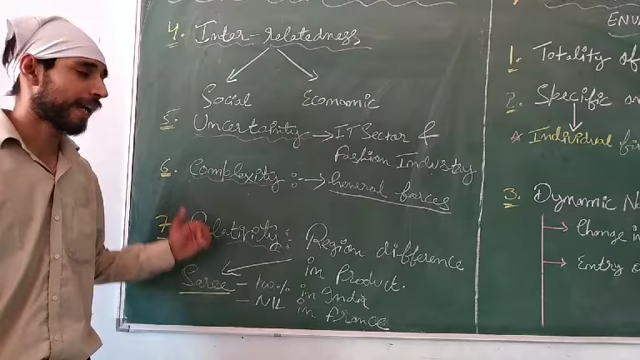 4. Inter-relatedness
Social Economic
5. Uncertainity → IT Sector &
Fashion Industry
6. Complexity : → General forces
7. Relativity : Region difference
in Product.
Saree - 100% in India
- NIL in France
ENV
1. Totality of
2. Specific
* Individual
3. Dynamic Na
→ Change in
→ Entry